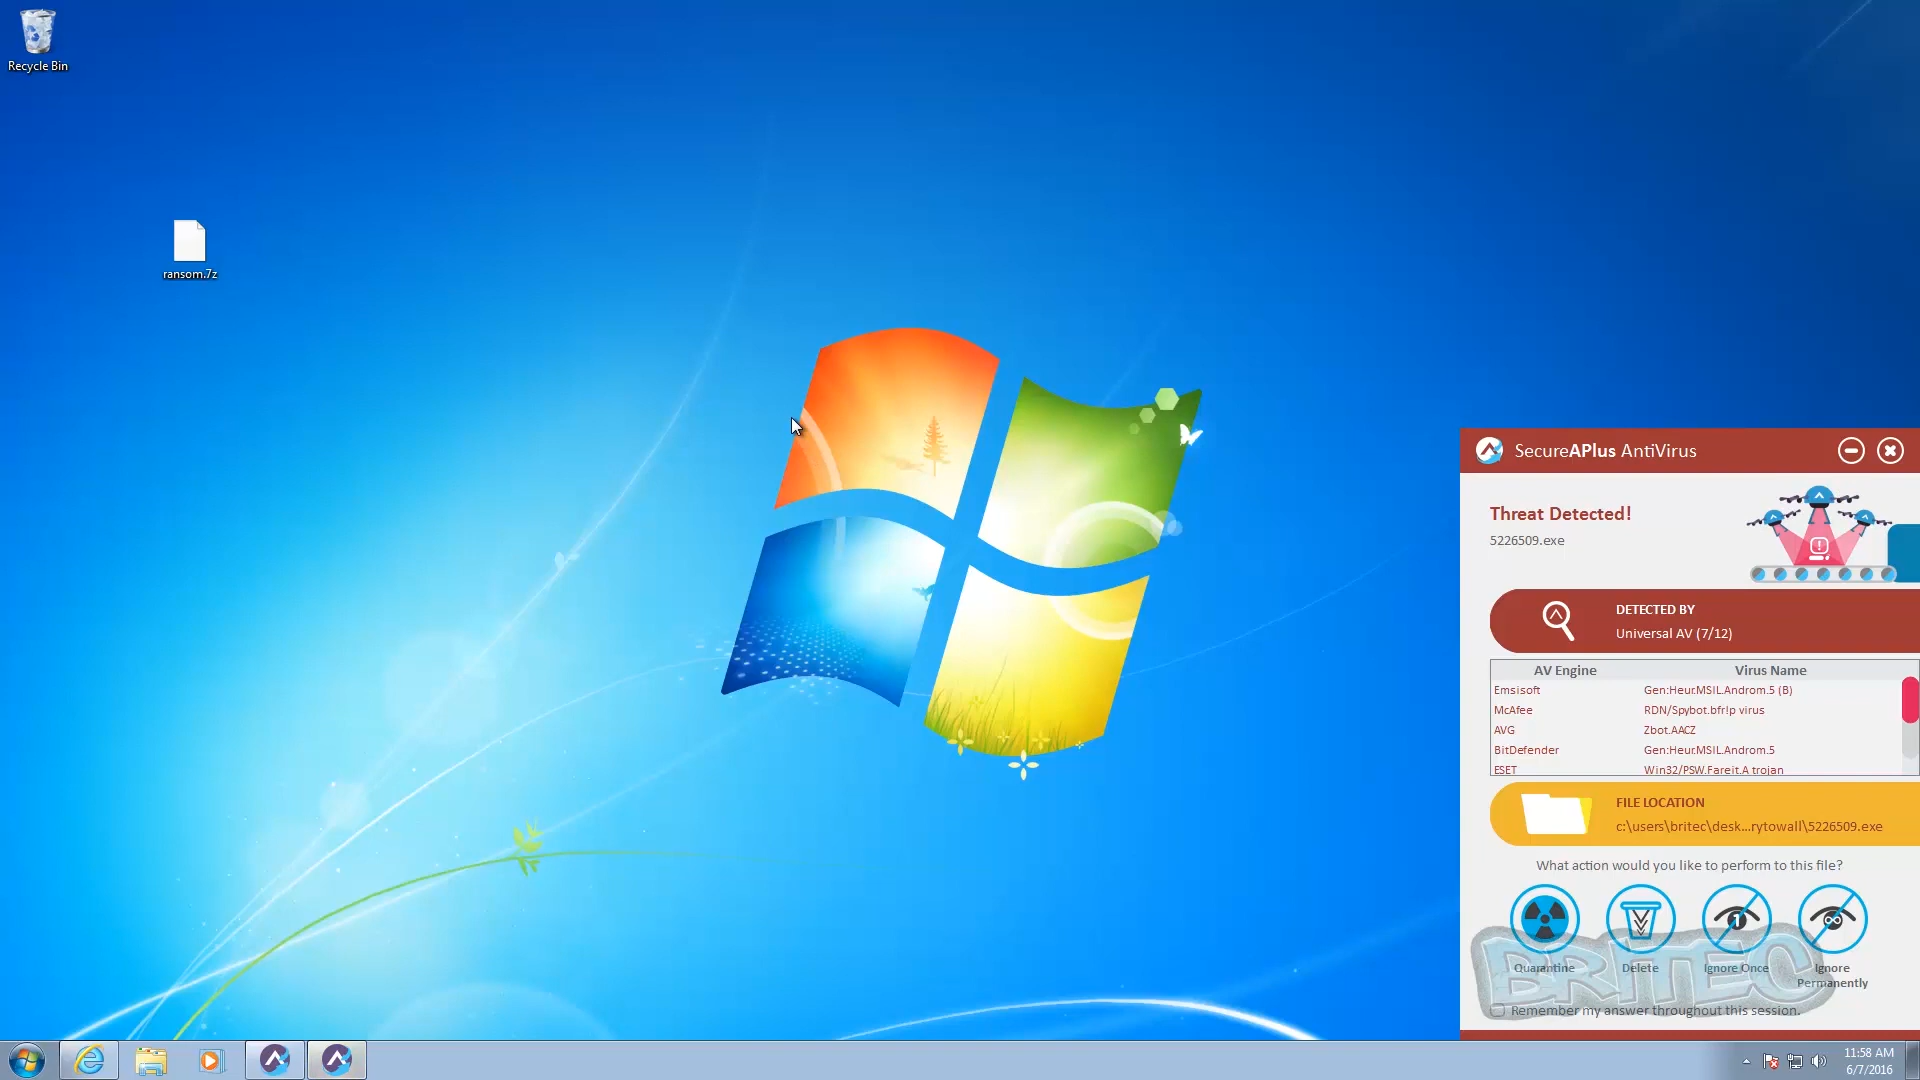 Recycle Bin
ransom.7z
SecureAPlus AntiVirus
Threat Detected!
5226509.exe
DETECTED BY
Universal AV (7/12)
AV Engine Virus Name
Emsisoft Gen:Heur.MSIL.Androm.5 (B)
McAfee RDN/Spybot.bfr!p virus
AVG Zbot.AACZ
BitDefender Gen:Heur.MSIL.Androm.5
ESET Win32/PSW.Fareit.A trojan
FILE LOCATION
c:\users\britec\desk...rytowall\5226509.exe
What action would you like to perform to this file?
Quarantine Delete Ignore Once Ignore Permanently
BRITEC
Remember my answer throughout this session.
11:58 AM
6/7/2016